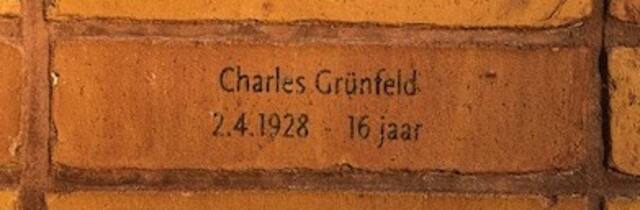 Charles Grünfeld
2.4.1928 - 16 jaar